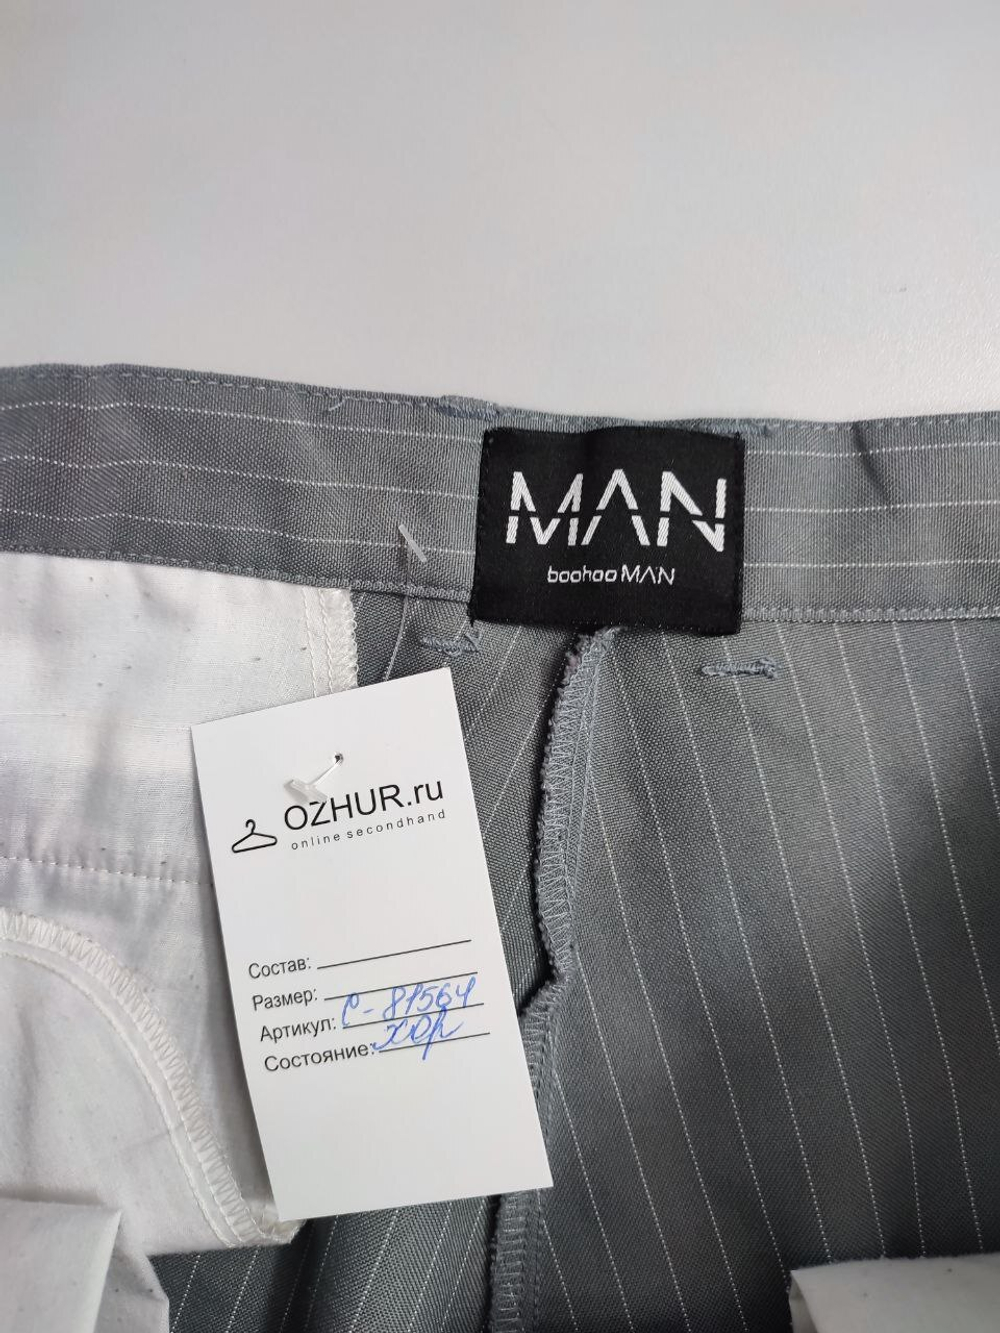 MAN
boohooMAN
OZHUR.ru
online secondhand
Состав:
Размер:
Артикул: С-81564
Состояние: хор